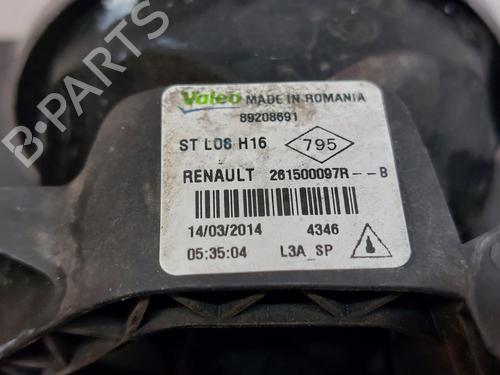 Valeo MADE IN ROMANIA
89208691
ST L08 H16 795
RENAULT 261500097R---B
14/03/2014 4346
05:35:04 L3A_SP
B-PARTS